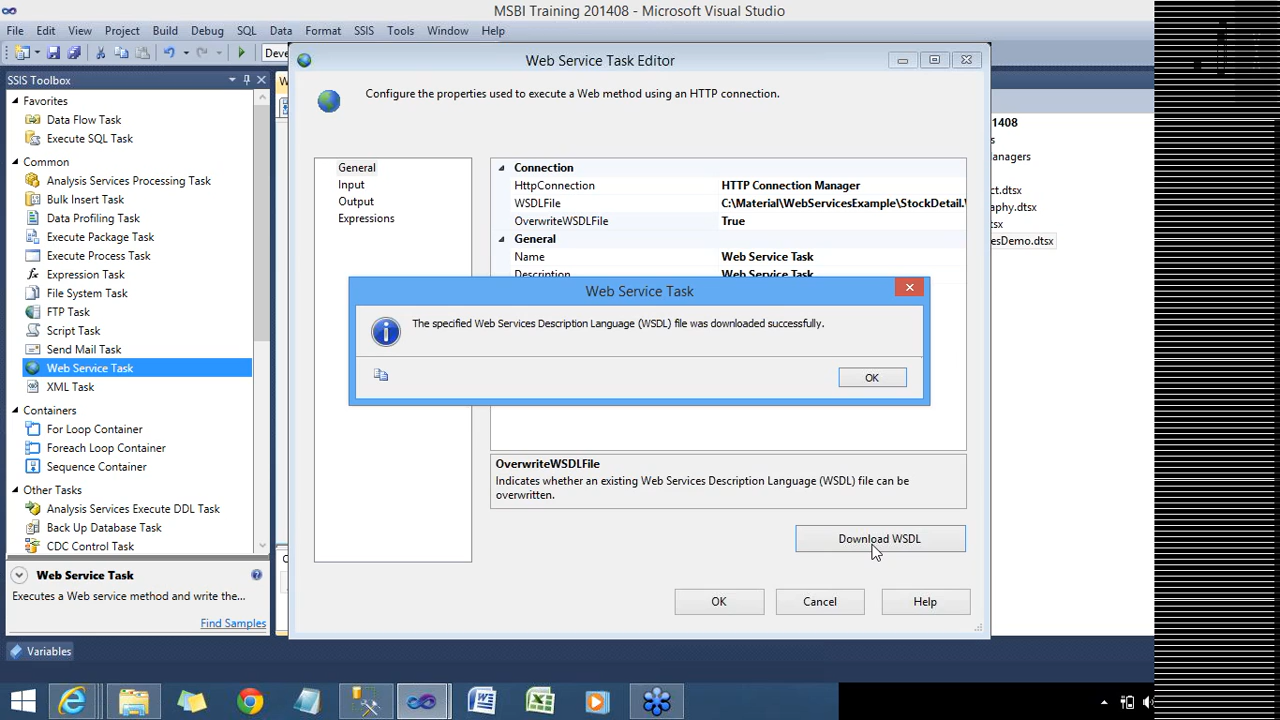 MSBI Training 201408 - Microsoft Visual Studio
File Edit View Project Build Debug SQL Data Format SSIS Tools Window Help
SSIS Toolbox
Favorites
Data Flow Task
Execute SQL Task
Common
Analysis Services Processing Task
Bulk Insert Task
Data Profiling Task
Execute Package Task
Execute Process Task
Expression Task
File System Task
FTP Task
Script Task
Send Mail Task
Web Service Task
XML Task
Containers
For Loop Container
Foreach Loop Container
Sequence Container
Other Tasks
Analysis Services Execute DDL Task
Back Up Database Task
CDC Control Task
Web Service Task
Executes a Web service method and write the...
Find Samples
Variables
Web Service Task Editor
Configure the properties used to execute a Web method using an HTTP connection.
General
Input
Output
Expressions
Connection
HttpConnection HTTP Connection Manager
WSDLFile C:\Material\WebServicesExample\StockDetail.
OverwriteWSDLFile True
General
Name Web Service Task
Description Web Service Task
Web Service Task
The specified Web Services Description Language (WSDL) file was downloaded successfully.
OK
OverwriteWSDLFile
Indicates whether an existing Web Services Description Language (WSDL) file can be
overwritten.
Download WSDL
OK Cancel Help
1408
s
anagers
ct.dtsx
aphy.dtsx
sx
esDemo.dtsx